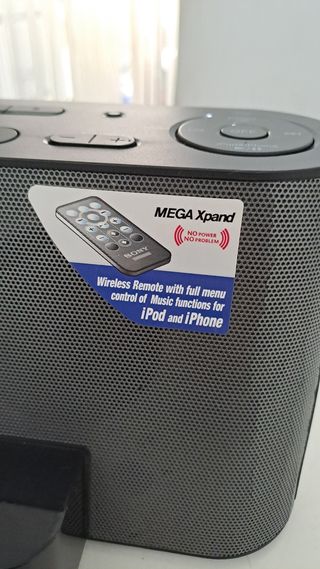 OFF
MEGA Xpand
NO POWER
NO PROBLEM
SONY
Wireless Remote with full menu
control of Music functions for
iPod and iPhone